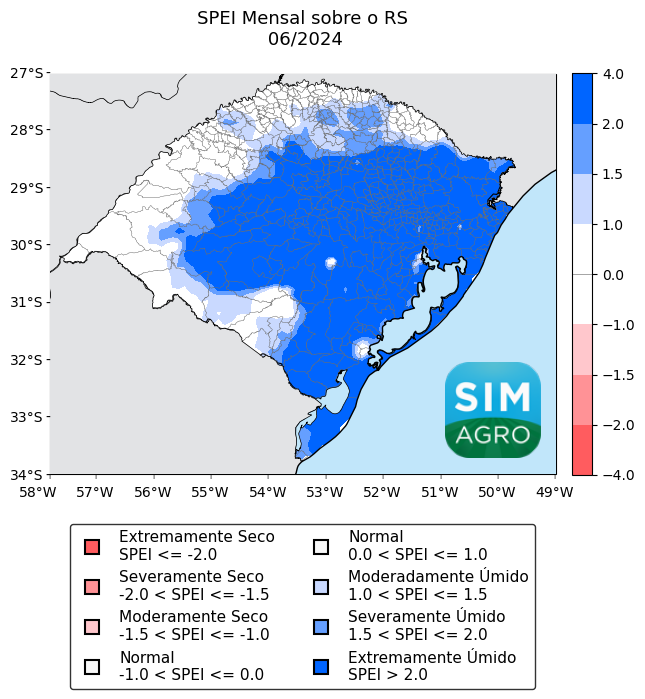 SPEI Mensal sobre o RS
06/2024
27°S
28°S
29°S
30°S
31°S
32°S
33°S
34°S
58°W 57°W 56°W 55°W 54°W 53°W 52°W 51°W 50°W 49°W
4.0
2.0
1.5
1.0
0.0
−1.0
−1.5
−2.0
−4.0
SIM
AGRO
Extremamente Seco
SPEI <= -2.0
Severamente Seco
-2.0 < SPEI <= -1.5
Moderamente Seco
-1.5 < SPEI <= -1.0
Normal
-1.0 < SPEI <= 0.0
Normal
0.0 < SPEI <= 1.0
Moderadamente Úmido
1.0 < SPEI <= 1.5
Severamente Úmido
1.5 < SPEI <= 2.0
Extremamente Úmido
SPEI > 2.0